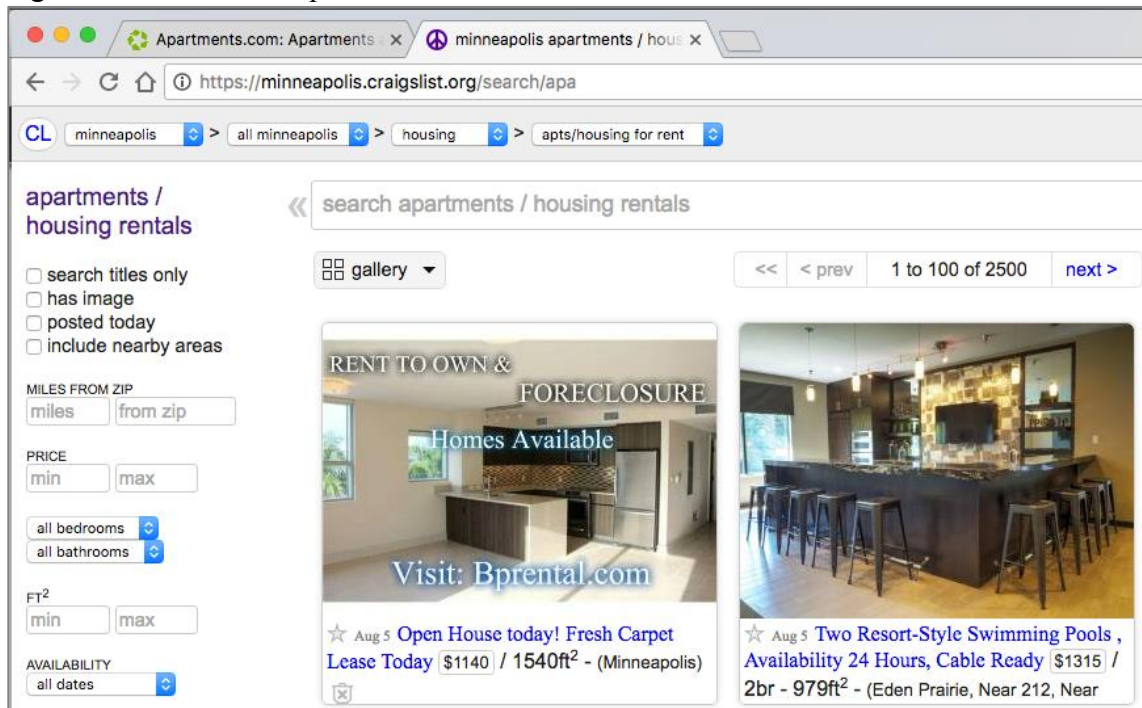 Apartments.com: Apartments
minneapolis apartments / hous
https://minneapolis.craigslist.org/search/apa
CL minneapolis > all minneapolis > housing > apts/housing for rent
apartments /
housing rentals
« search apartments / housing rentals
search titles only
has image
posted today
include nearby areas
MILES FROM ZIP
miles from zip
PRICE
min max
all bedrooms
all bathrooms
FT²
min max
AVAILABILITY
all dates
gallery
<< < prev 1 to 100 of 2500 next >
RENT TO OWN &
FORECLOSURE
Homes Available
Visit: Bprental.com
Aug 5 Open House today! Fresh Carpet
Lease Today $1140 / 1540ft² - (Minneapolis)
Aug 5 Two Resort-Style Swimming Pools ,
Availability 24 Hours, Cable Ready $1315 /
2br - 979ft² - (Eden Prairie, Near 212, Near